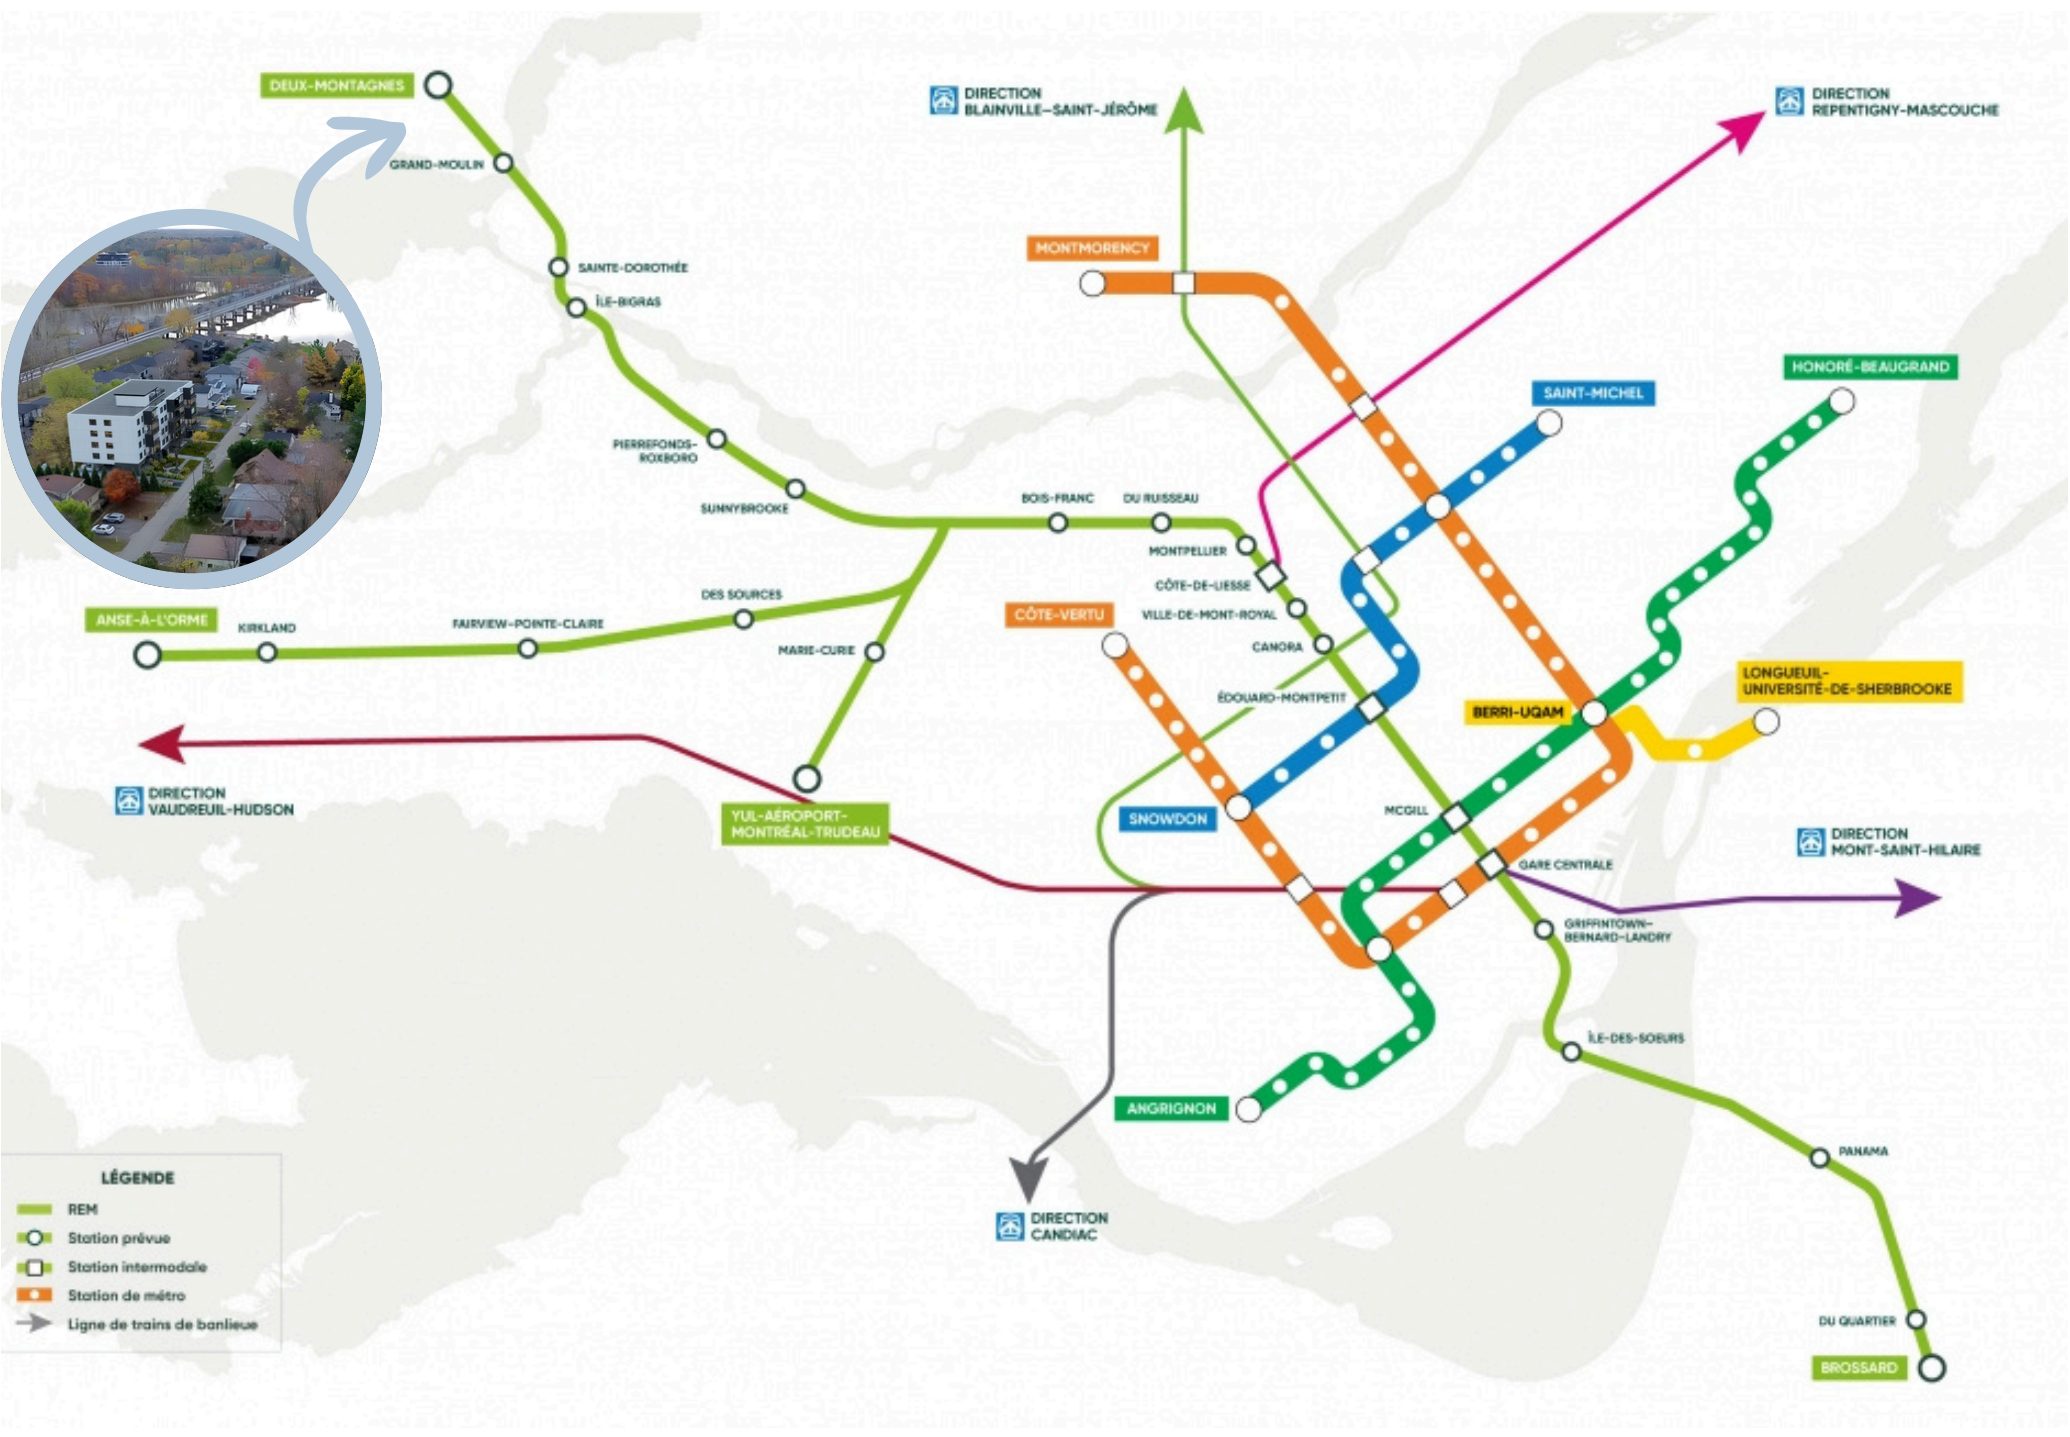 DEUX-MONTAGNES
GRAND-MOULIN
SAINTE-DOROTHÉE
ÎLE-BIGRAS
PIERREFONDS-
ROXBORO
SUNNYBROOKE
BOIS-FRANC
DU RUISSEAU
MONTPELLIER
CÔTE-DE-LIESSE
VILLE-DE-MONT-ROYAL
CANORA
ÉDOUARD-MONTPETIT
MCGILL
GARE CENTRALE
GRIFFINTOWN-
BERNARD-LANDRY
ÎLE-DES-SOEURS
PANAMA
DU QUARTIER
BROSSARD
ANSE-À-L'ORME
KIRKLAND
FAIRVIEW-POINTE-CLAIRE
DES SOURCES
MARIE-CURIE
YUL-AÉROPORT-
MONTRÉAL-TRUDEAU
DIRECTION
BLAINVILLE-SAINT-JÉRÔME
DIRECTION
REPENTIGNY-MASCOUCHE
MONTMORENCY
SAINT-MICHEL
HONORÉ-BEAUGRAND
CÔTE-VERTU
BERRI-UQAM
LONGUEUIL-
UNIVERSITÉ-DE-SHERBROOKE
SNOWDON
ANGRIGNON
DIRECTION
VAUDREUIL-HUDSON
DIRECTION
MONT-SAINT-HILAIRE
DIRECTION
CANDIAC
LÉGENDE
REM
Station prévue
Station intermodale
Station de métro
Ligne de trains de banlieue